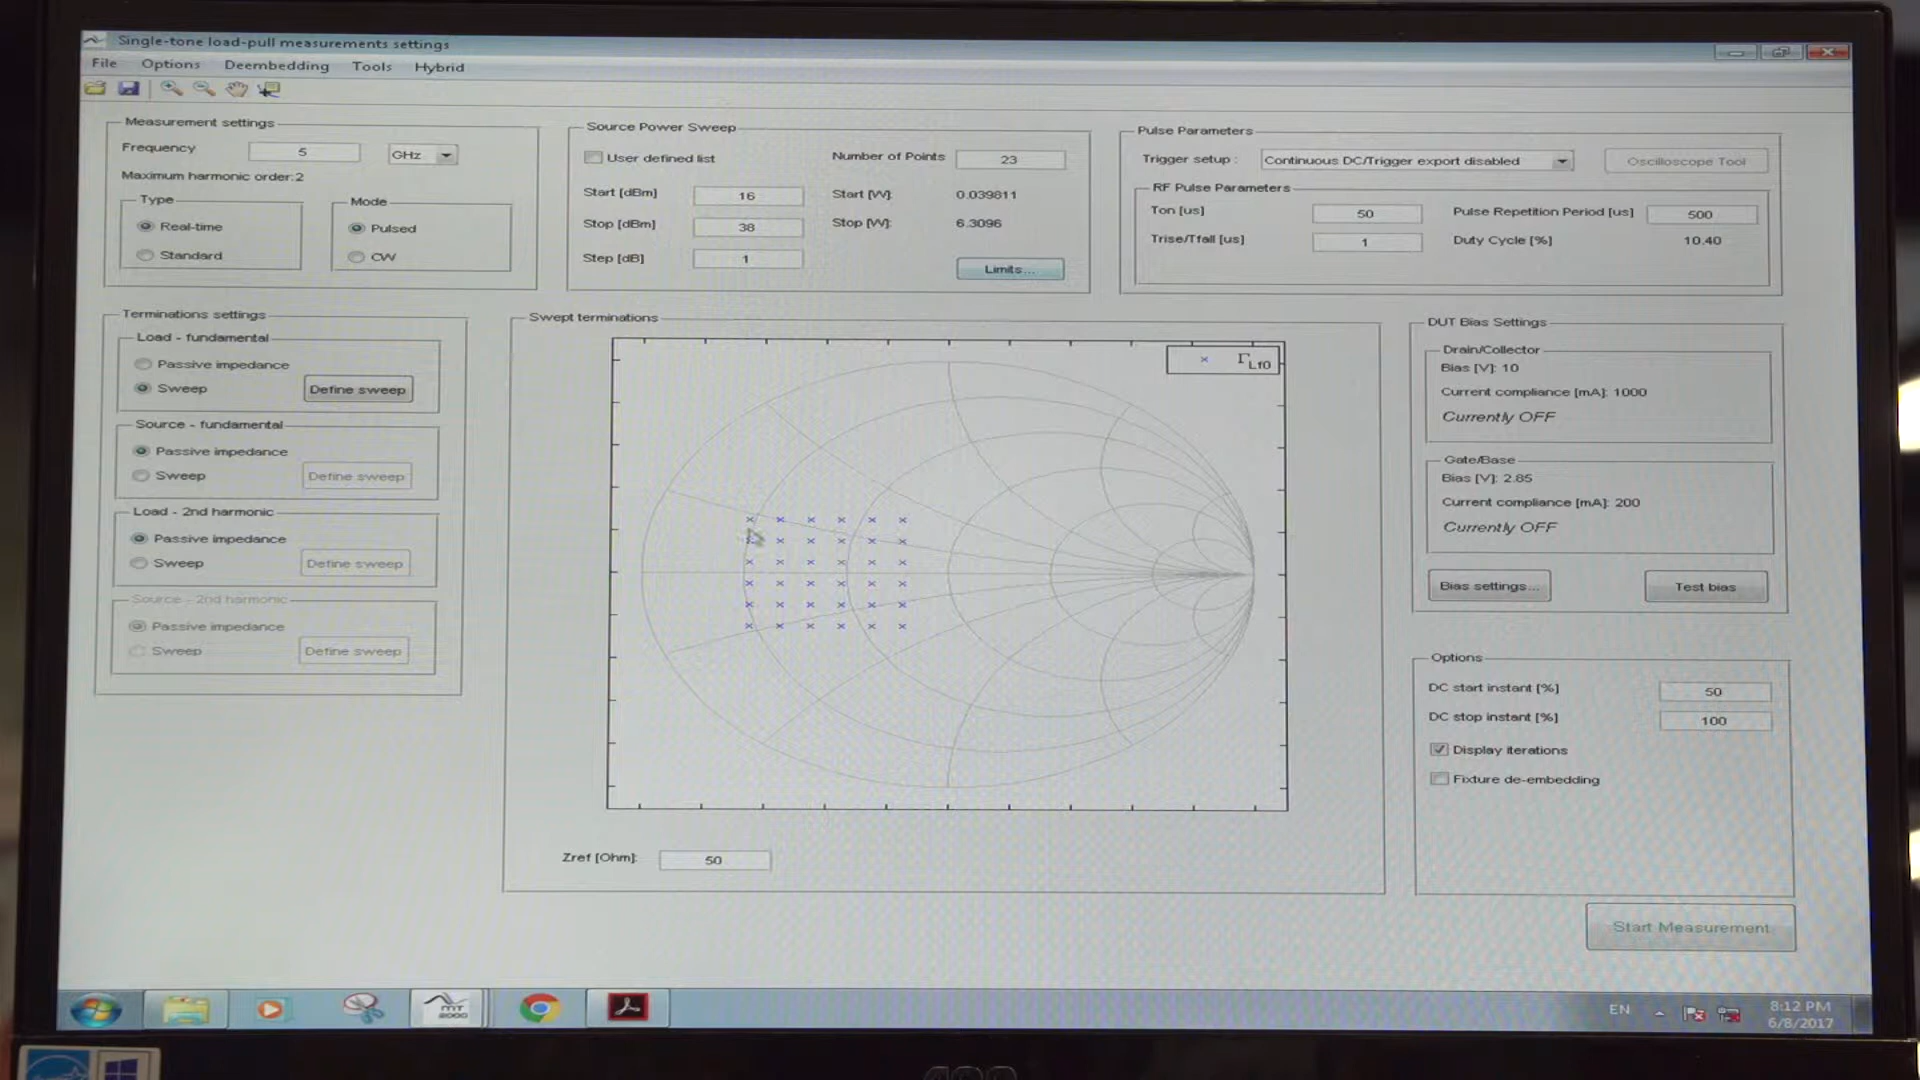 Single-tone load-pull measurements settings
File Options Deembedding Tools Hybrid
Measurement settings
Frequency 5 GHz
Maximum harmonic order:2
Type
Real-time
Standard
Mode
Pulsed
CW
Source Power Sweep
User defined list
Number of Points 23
Start [dBm] 16 Start [W]: 0.039811
Stop [dBm] 38 Stop [W]: 6.3096
Step [dB] 1
Limits...
Pulse Parameters
Trigger setup : Continuous DC/Trigger export disabled Oscilloscope Tool
RF Pulse Parameters
Ton [us] 50 Pulse Repetition Period [us] 500
Trise/Tfall [us] 1 Duty Cycle [%] 10.40
Terminations settings
Load - fundamental
Passive impedance
Sweep Define sweep
Source - fundamental
Passive impedance
Sweep Define sweep
Load - 2nd harmonic
Passive impedance
Sweep Define sweep
Source - 2nd harmonic
Passive impedance
Sweep Define sweep
Swept terminations
× ΓLf0
Zref [Ohm]: 50
DUT Bias Settings
Drain/Collector
Bias [V]: 10
Current compliance [mA]: 1000
Currently OFF
Gate/Base
Bias [V]: 2.85
Current compliance [mA]: 200
Currently OFF
Bias settings... Test bias
Options
DC start instant [%] 50
DC stop instant [%] 100
Display iterations
Fixture de-embedding
Start Measurement
MT
2000
EN
8:12 PM
6/8/2017